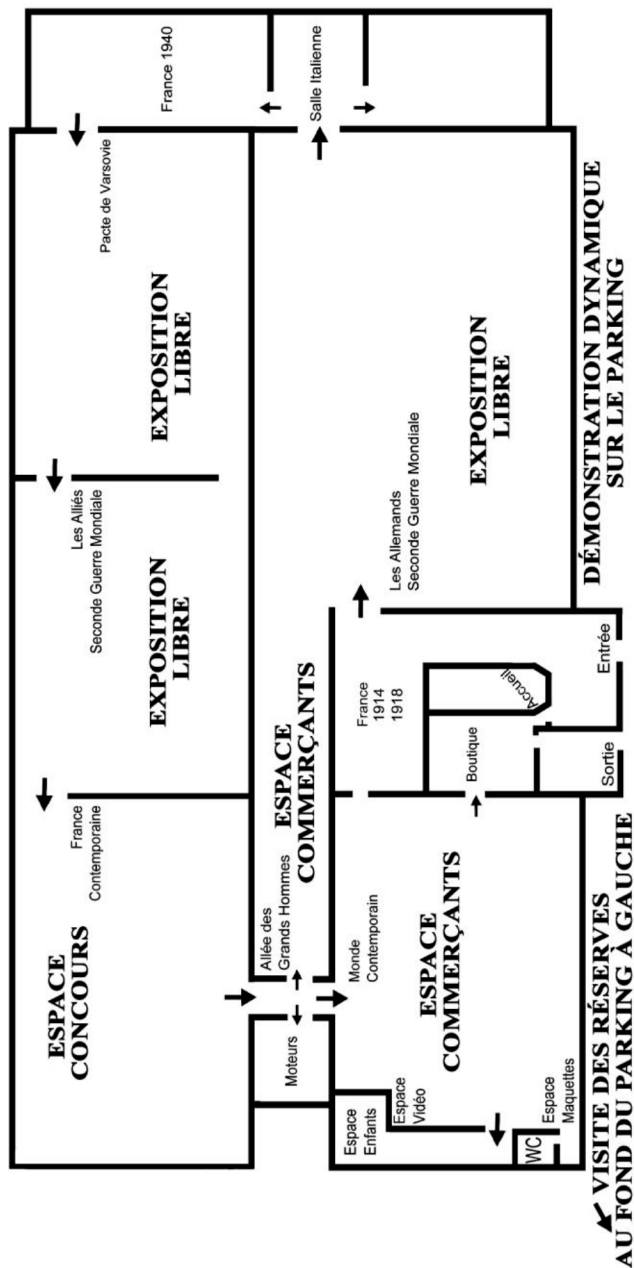 France 1940
Salle Italienne
Pacte de Varsovie
EXPOSITION
LIBRE
Les Alliés
Seconde Guerre Mondiale
EXPOSITION
LIBRE
France
Contemporaine
ESPACE
CONCOURS
EXPOSITION
LIBRE
Les Allemands
Seconde Guerre Mondiale
ESPACE
COMMERÇANTS
Allée des
Grands Hommes
Moteurs
France
1914
1918
Accueil
Boutique
Entrée
Sortie
Monde
Contemporain
ESPACE
COMMERÇANTS
Espace
Enfants
Espace
Vidéo
WC
Espace
Maquettes
DÉMONSTRATION DYNAMIQUE
SUR LE PARKING
VISITE DES RÉSERVES
AU FOND DU PARKING À GAUCHE